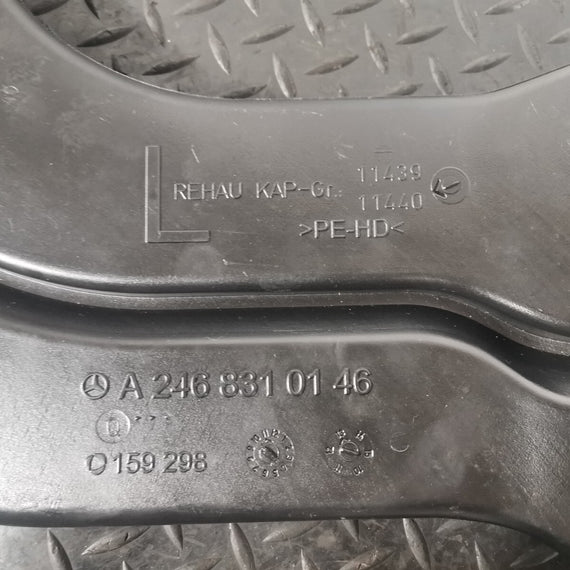 L
REHAU KAP-Gr.: 11439
11440
>PE-HD<
A 246 831 01 46
D
159 298